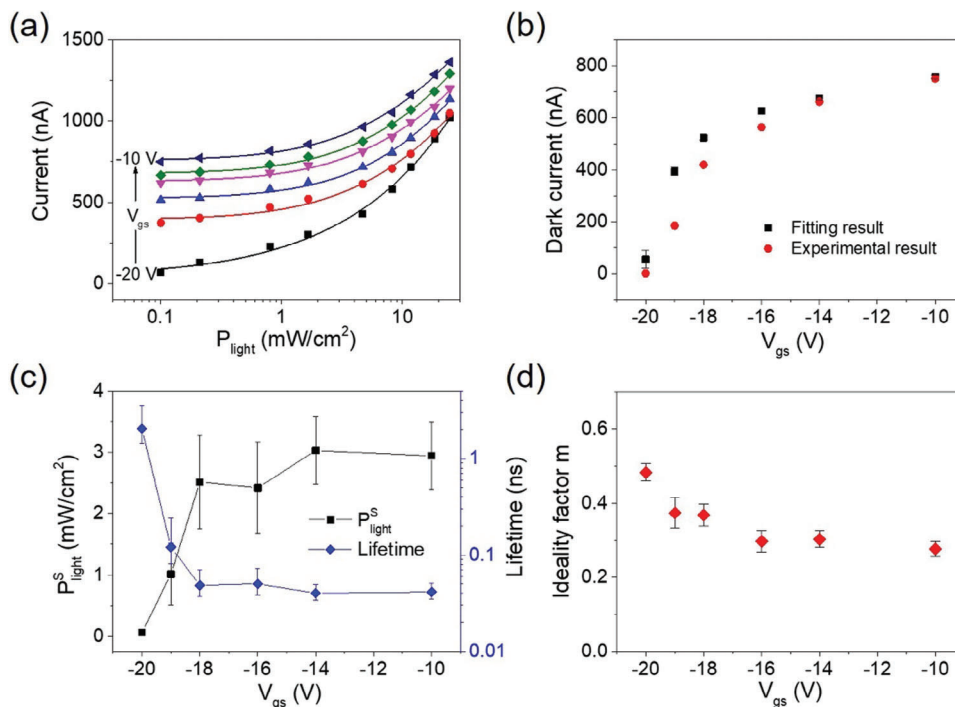 (a)
1500
1000
500
0
Current (nA)
-10 V
Vgs
-20 V
0.1 1 10
Plight (mW/cm²)
(b)
800
600
400
200
0
Dark current (nA)
Fitting result
Experimental result
-20 -18 -16 -14 -12 -10
Vgs (V)
(c)
4
3
2
1
0
PSlight (mW/cm²)
PSlight
Lifetime
1
0.1
0.01
Lifetime (ns)
-20 -18 -16 -14 -12 -10
Vgs (V)
(d)
0.6
0.4
0.2
0.0
Ideality factor m
-20 -18 -16 -14 -12 -10
Vgs (V)